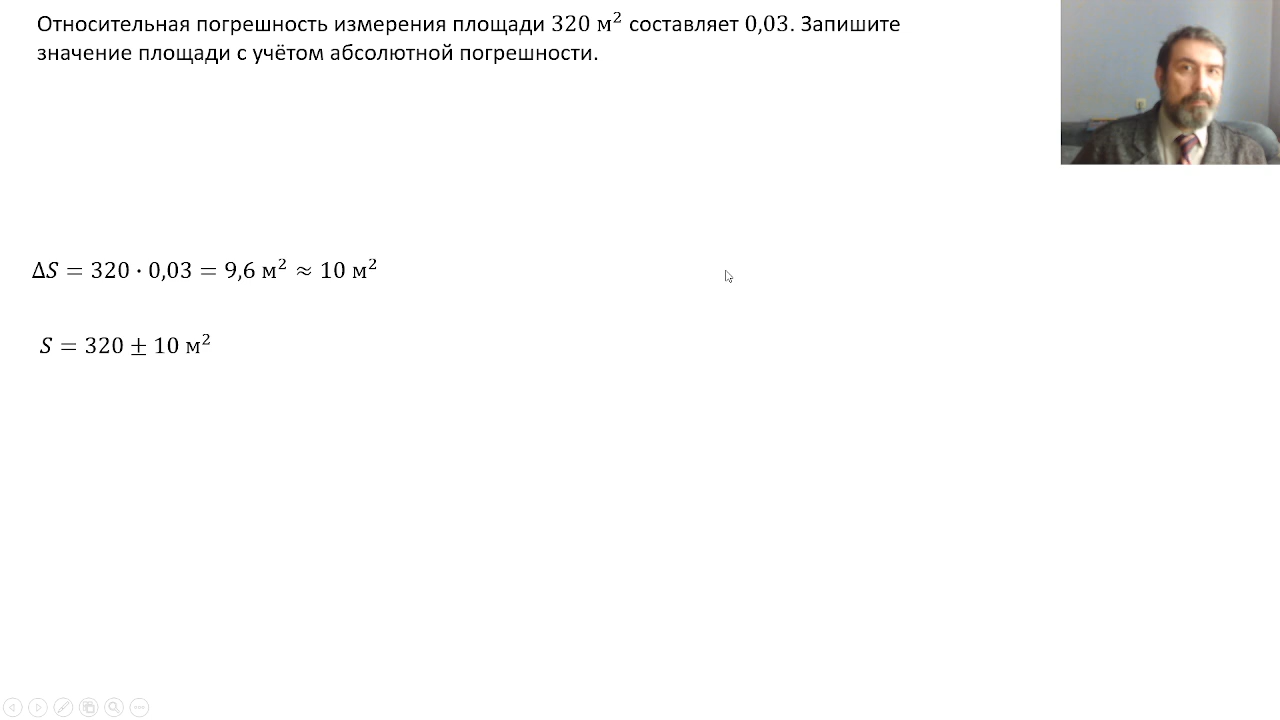 Относительная погрешность измерения площади 320 м² составляет 0,03. Запишите
значение площади с учётом абсолютной погрешности.
ΔS = 320 · 0,03 = 9,6 м² ≈ 10 м²
S = 320 ± 10 м²